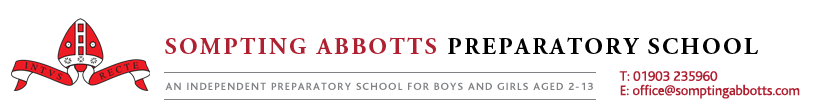 INTVS RECTE
SOMPTING ABBOTTS PREPARATORY SCHOOL
AN INDEPENDENT PREPARATORY SCHOOL FOR BOYS AND GIRLS AGED 2-13
T: 01903 235960
E: office@somptingabbotts.com